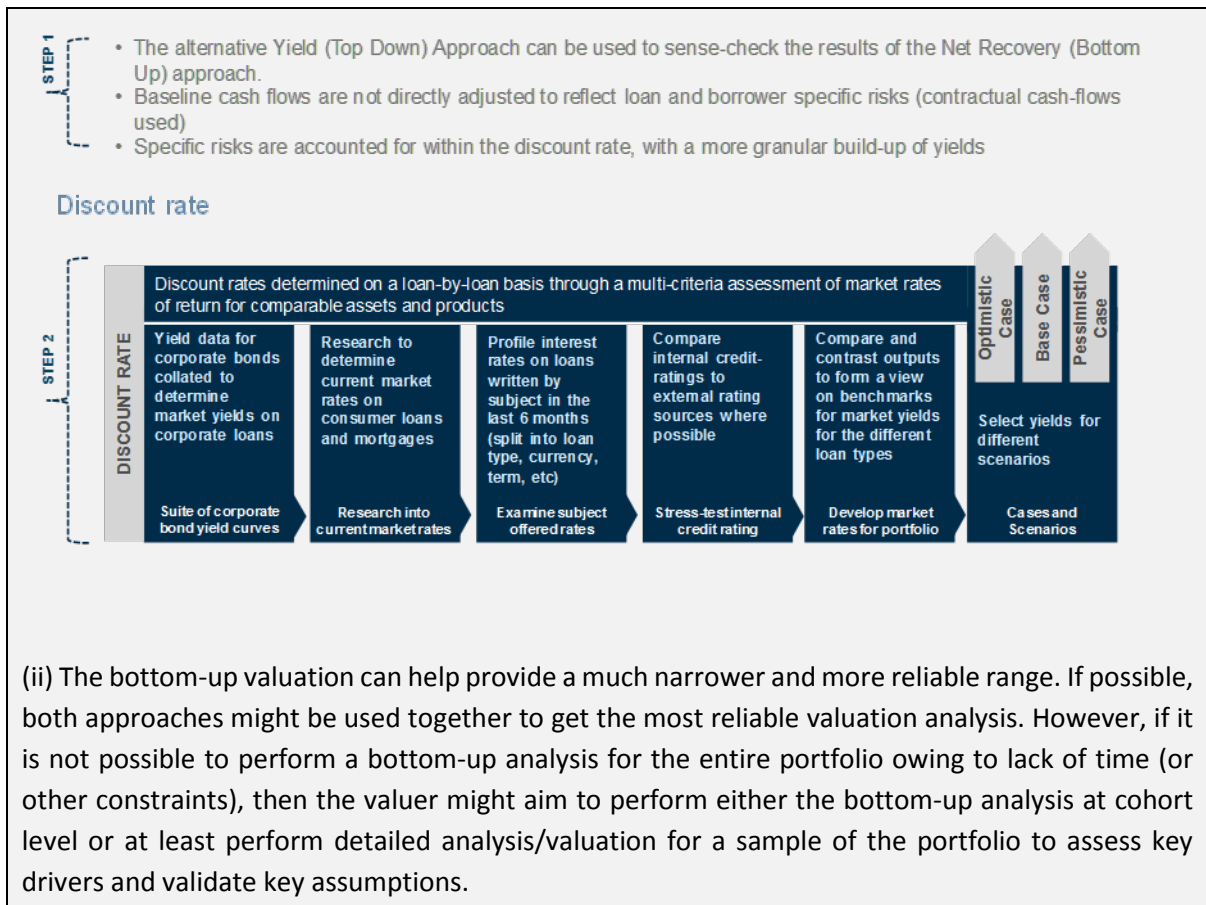 STEP 1
• The alternative Yield (Top Down) Approach can be used to sense-check the results of the Net Recovery (Bottom
Up) approach.
• Baseline cash flows are not directly adjusted to reflect loan and borrower specific risks (contractual cash-flows
used)
• Specific risks are accounted for within the discount rate, with a more granular build-up of yields
Discount rate
STEP 2
DISCOUNT RATE
Discount rates determined on a loan-by-loan basis through a multi-criteria assessment of market rates
of return for comparable assets and products
Yield data for
corporate bonds
collated to
determine
market yields on
corporate loans
Suite of corporate
bond yield curves
Research to
determine
current market
rates on
consumer loans
and mortgages
Research into
current market rates
Profile interest
rates on loans
written by
subject in the
last 6 months
(split into loan
type, currency,
term, etc)
Examine subject
offered rates
Compare
internal credit-
ratings to
external rating
sources where
possible
Stress-test internal
credit rating
Compare and
contrast outputs
to form a view
on benchmarks
for market yields
for the different
loan types
Develop market
rates for portfolio
Optimistic
Case
Base Case
Pessimistic
Case
Select yields for
different
scenarios
Cases and
Scenarios
(ii) The bottom-up valuation can help provide a much narrower and more reliable range. If possible,
both approaches might be used together to get the most reliable valuation analysis. However, if it
is not possible to perform a bottom-up analysis for the entire portfolio owing to lack of time (or
other constraints), then the valuer might aim to perform either the bottom-up analysis at cohort
level or at least perform detailed analysis/valuation for a sample of the portfolio to assess key
drivers and validate key assumptions.